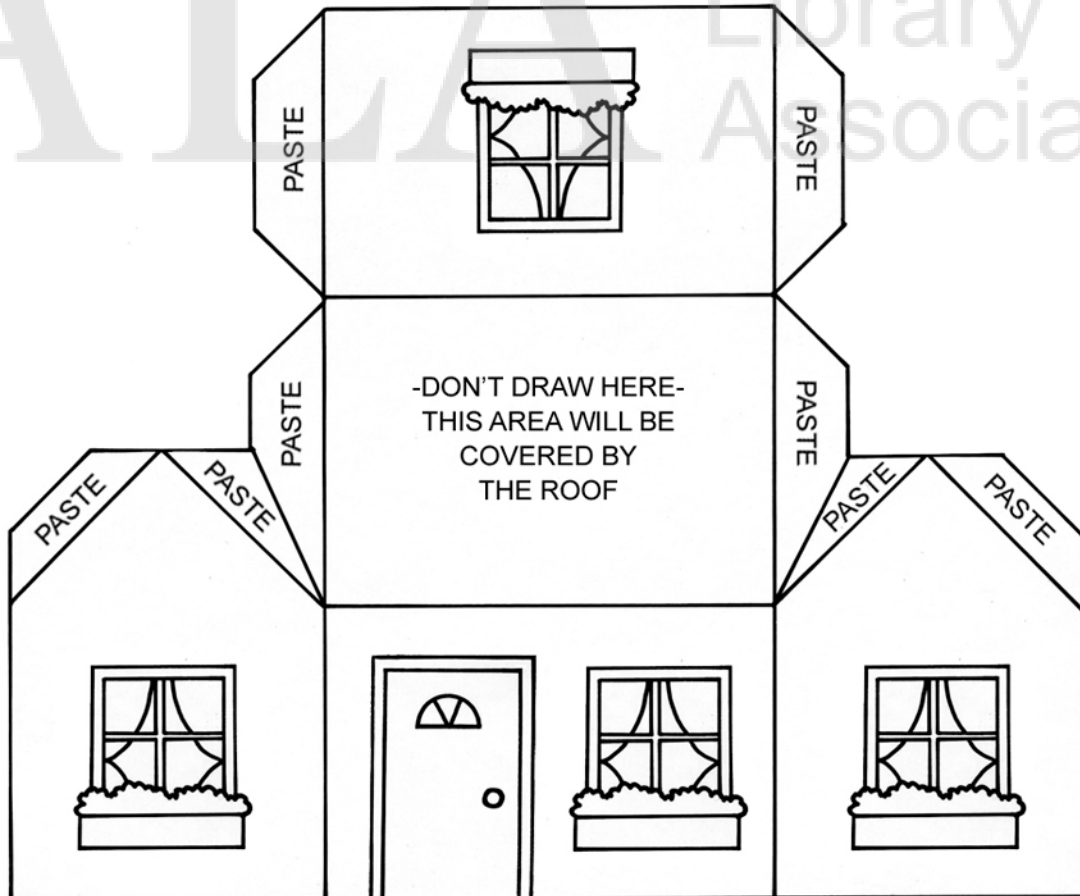 ALA
Library
Associa
PASTE
PASTE
-DON'T DRAW HERE-
THIS AREA WILL BE
COVERED BY
THE ROOF
PASTE
PASTE
PASTE
PASTE
PASTE
PASTE